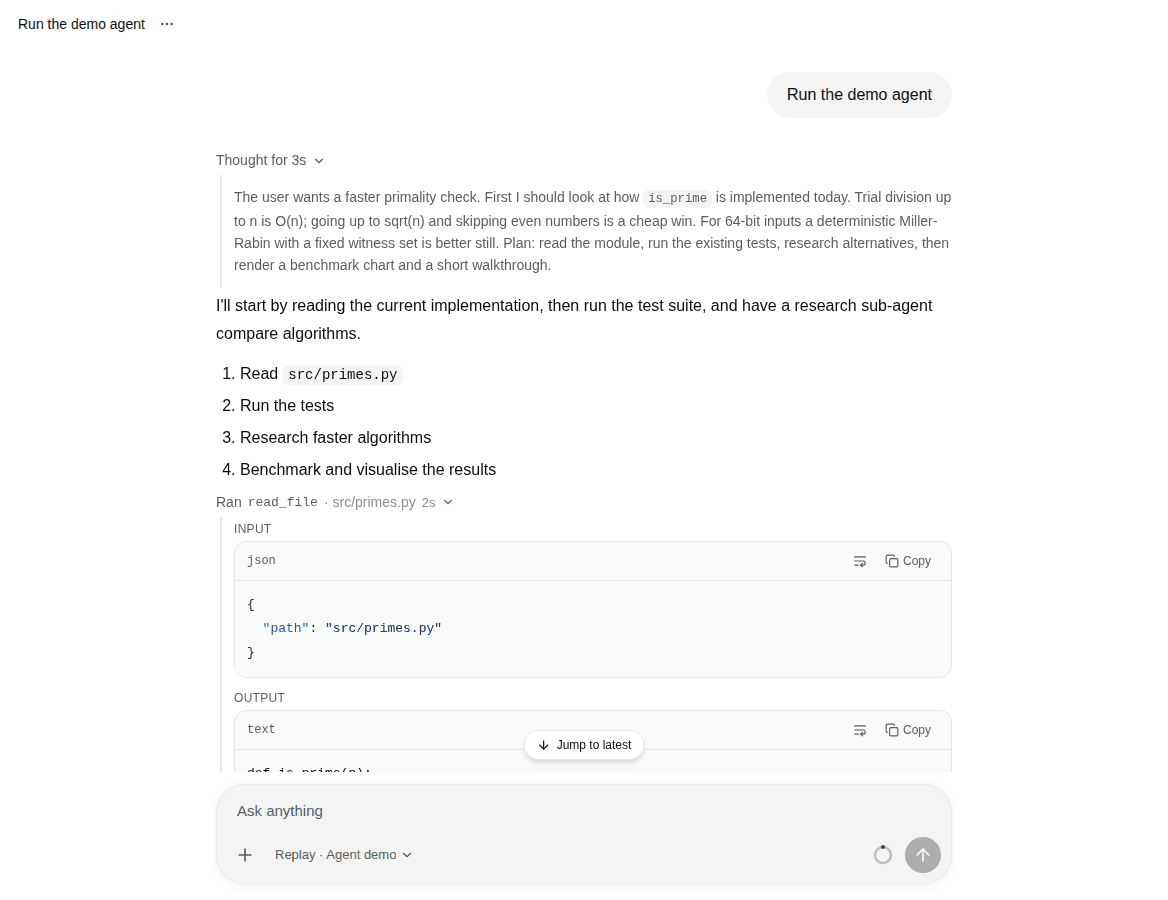 Run the demo agent
Run the demo agent
Thought for 3s
The user wants a faster primality check. First I should look at how is_prime is implemented today. Trial division up
to n is O(n); going up to sqrt(n) and skipping even numbers is a cheap win. For 64-bit inputs a deterministic Miller-
Rabin with a fixed witness set is better still. Plan: read the module, run the existing tests, research alternatives, then
render a benchmark chart and a short walkthrough.
I'll start by reading the current implementation, then run the test suite, and have a research sub-agent
compare algorithms.
1. Read src/primes.py
2. Run the tests
3. Research faster algorithms
4. Benchmark and visualise the results
Ran read_file · src/primes.py 2s
INPUT
json Copy
{
"path": "src/primes.py"
}
OUTPUT
text Copy
Jump to latest
def is_prime(n):
Ask anything
Replay · Agent demo